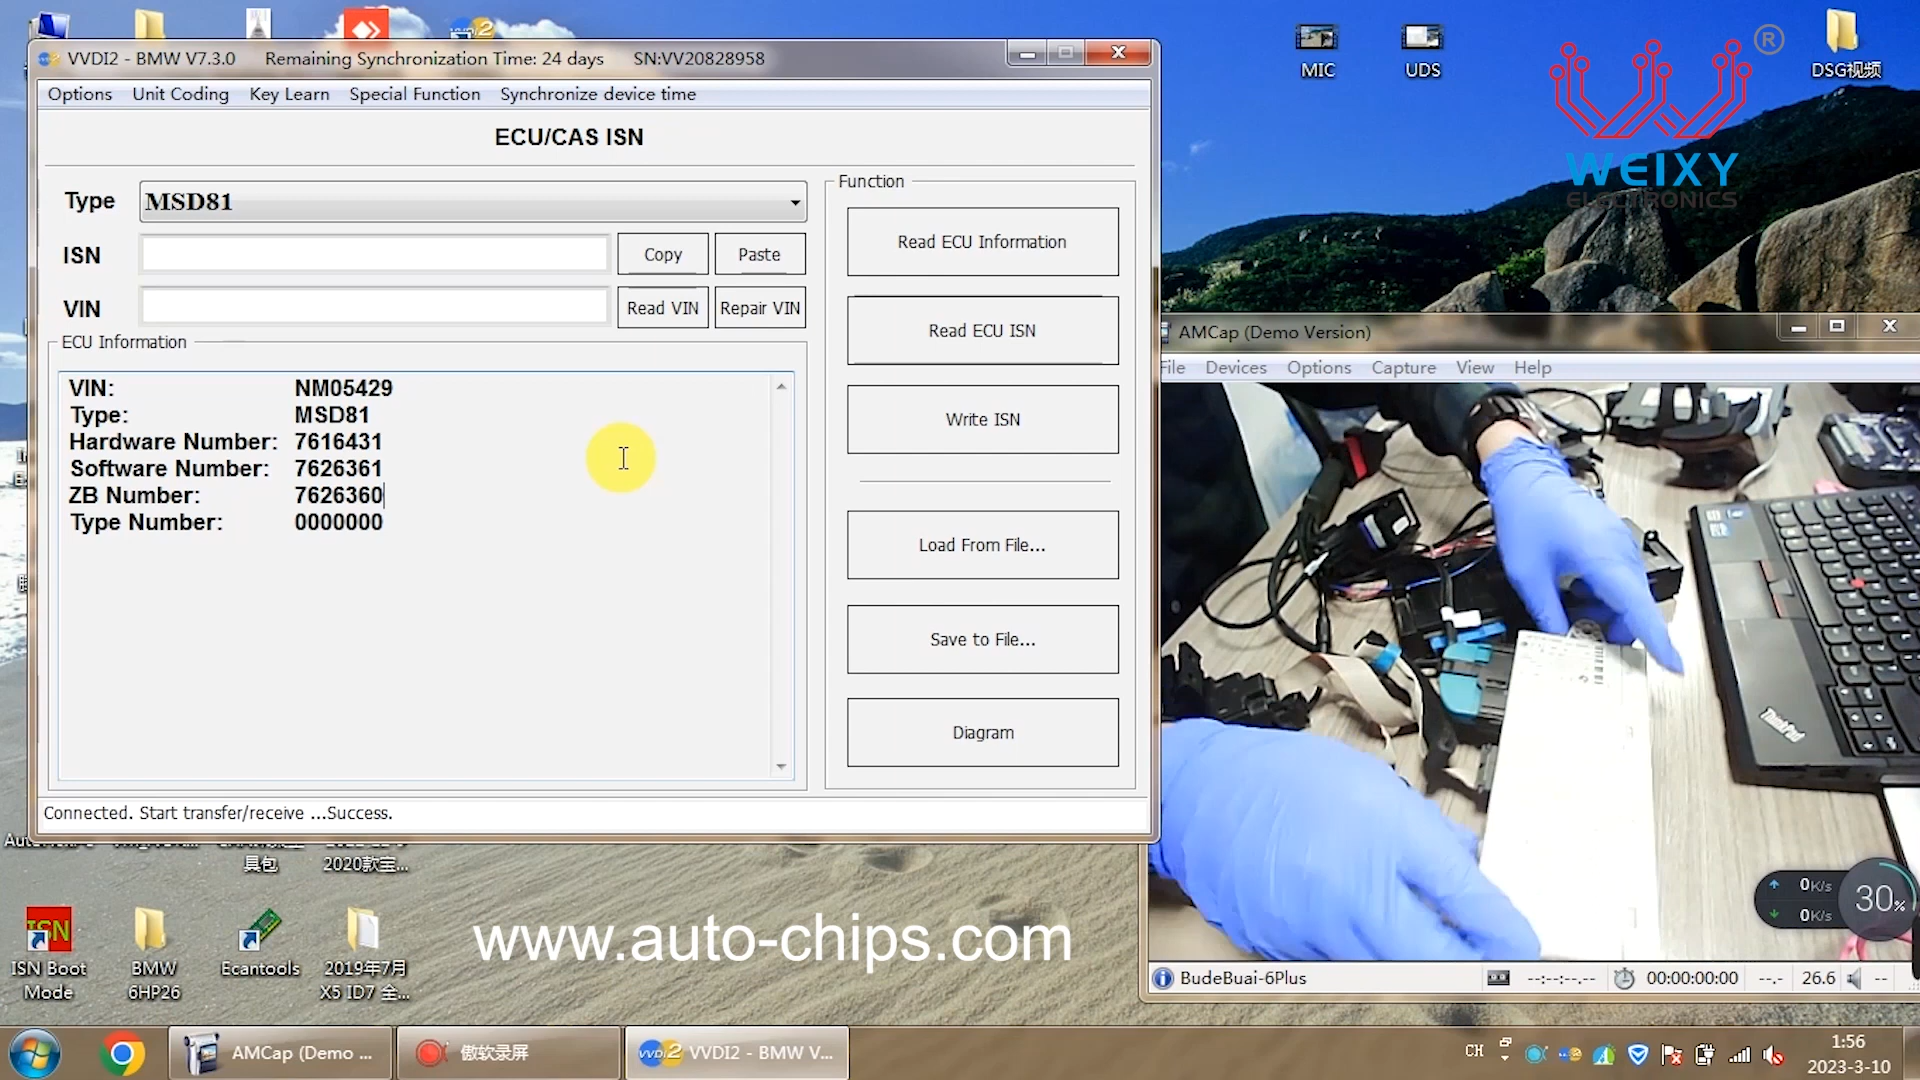 VVDI2 - BMW V7.3.0 Remaining Synchronization Time: 24 days SN:VV20828958
Options Unit Coding Key Learn Special Function Synchronize device time
ECU/CAS ISN
Type MSD81
ISN Copy Paste
VIN Read VIN Repair VIN
ECU Information
VIN: NM05429
Type: MSD81
Hardware Number: 7616431
Software Number: 7626361
ZB Number: 7626360
Type Number: 0000000
Function
Read ECU Information
Read ECU ISN
Write ISN
Load From File...
Save to File...
Diagram
Connected. Start transfer/receive ...Success.
MIC
UDS
DSG视频
®
WEIXY
ELECTRONICS
AMCap (Demo Version)
File Devices Options Capture View Help
ThinkPad
0K/s
0K/s
30%
BudeBuai-6Plus --:--:--.-- 00:00:00:00 --.- 26.6 --
具包
2020款宝...
ISN
ISN Boot
Mode
BMW
6HP26
Ecantools
2019年7月
X5 ID7 全...
www.auto-chips.com
AMCap (Demo ...
傲软录屏
VVDI2 - BMW V...
CH
1:56
2023-3-10